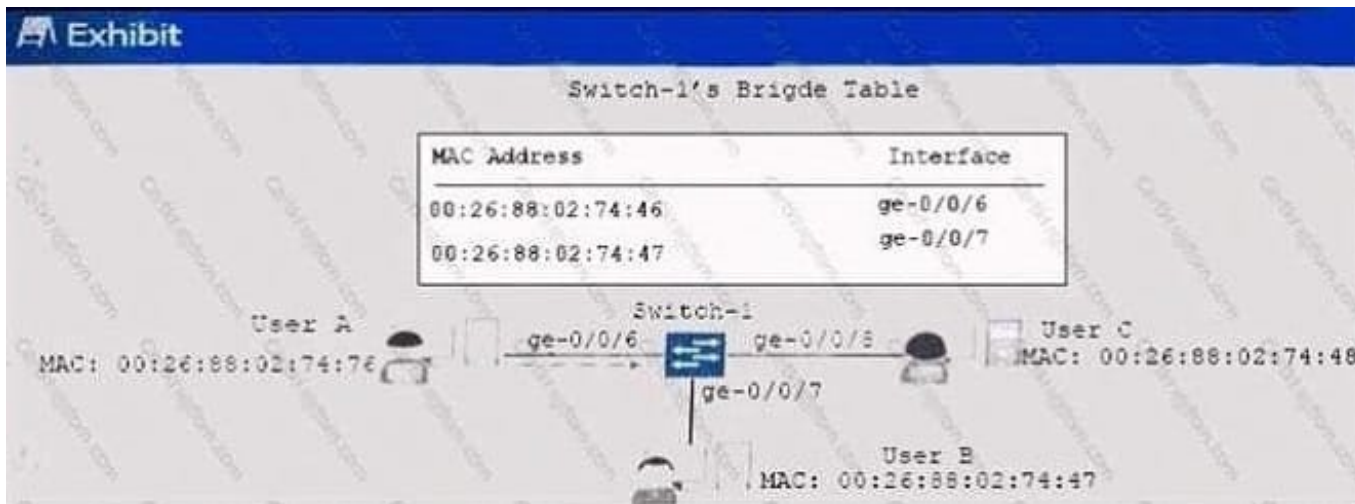 Exhibit
Switch-1's Brigde Table
MAC Address Interface
00:26:88:02:74:46 ge-0/0/6
00:26:88:02:74:47 ge-0/0/7
Switch-1
User A ge-0/0/6 ge-0/0/8 User C
MAC: 00:26:88:02:74:76 MAC: 00:26:88:02:74:48
ge-0/0/7
User B
MAC: 00:26:88:02:74:47